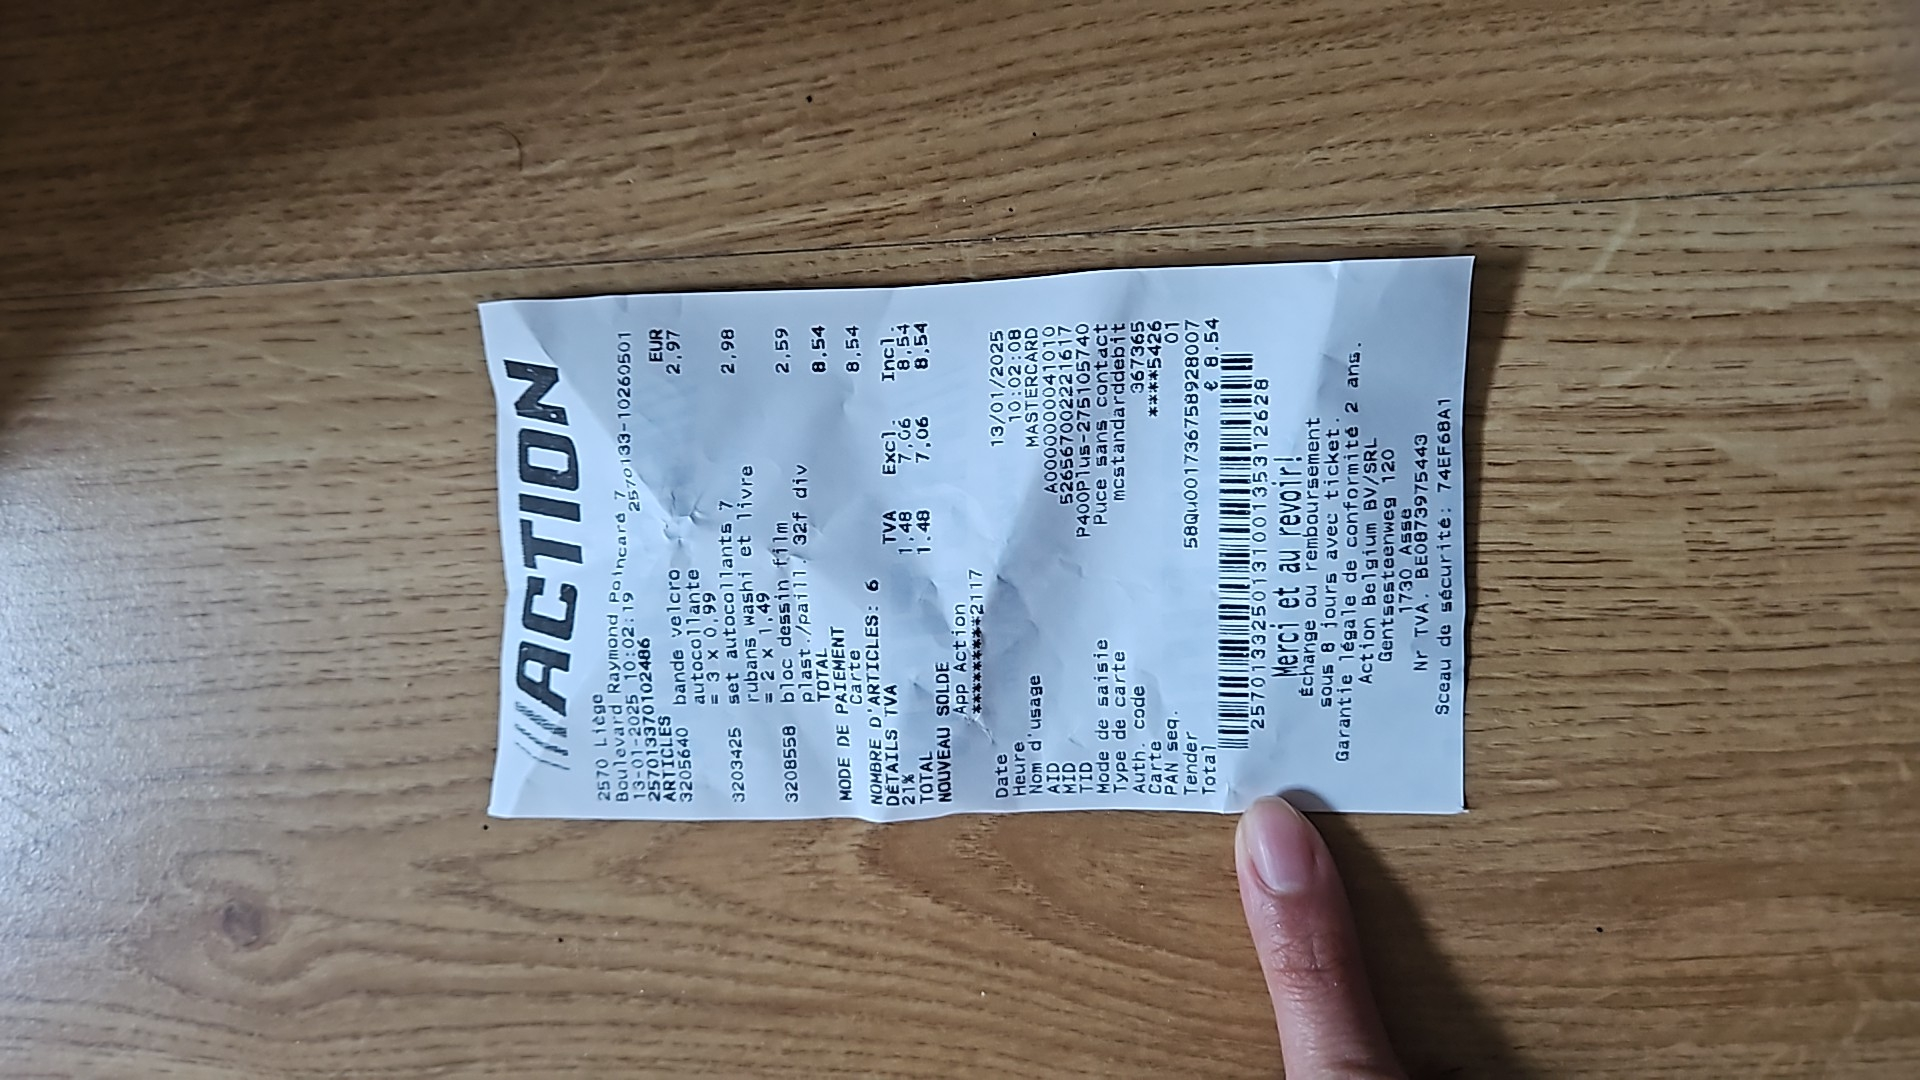 ACTION
2570 Liège
Boulevard Raymond Poincaré 7
13-01-2025 10:02:19 2570133-10260501
257013370102486
ARTICLES EUR
3205640 bande velcro 2,97
autocollante
= 3 x 0,99
3203425 set autocollants 7 2,98
rubans washi et livre
= 2 x 1,49
3208558 bloc dessin film 2,59
plast./paill. 32f div
TOTAL 8,54
MODE DE PAIEMENT
Carte 8,54
NOMBRE D'ARTICLES: 6
DÉTAILS TVA TVA Excl. Incl.
21% 1,48 7,06 8,54
TOTAL 1,48 7,06 8,54
NOUVEAU SOLDE
App Action
*********2117
Date 13/01/2025
Heure 10:02:08
Nom d'usage MASTERCARD
AID A0000000041010
MID 526567002221617
TID P400Plus-275105740
Mode de saisie Puce sans contact
Type de carte mcstandarddebit
Auth. code 367365
Carte ****5426
PAN seq. 01
Tender 58Qu001736758928007
Total € 8.54
2570133250131001353112628
Merci et au revoir!
Échange ou remboursement
sous 8 jours avec ticket.
Garantie légale de conformité 2 ans.
Action Belgium BV/SRL
Gentsesteenweg 120
1730 Asse
Nr TVA. BE0873975443
Sceau de sécurité: 74EF68A1